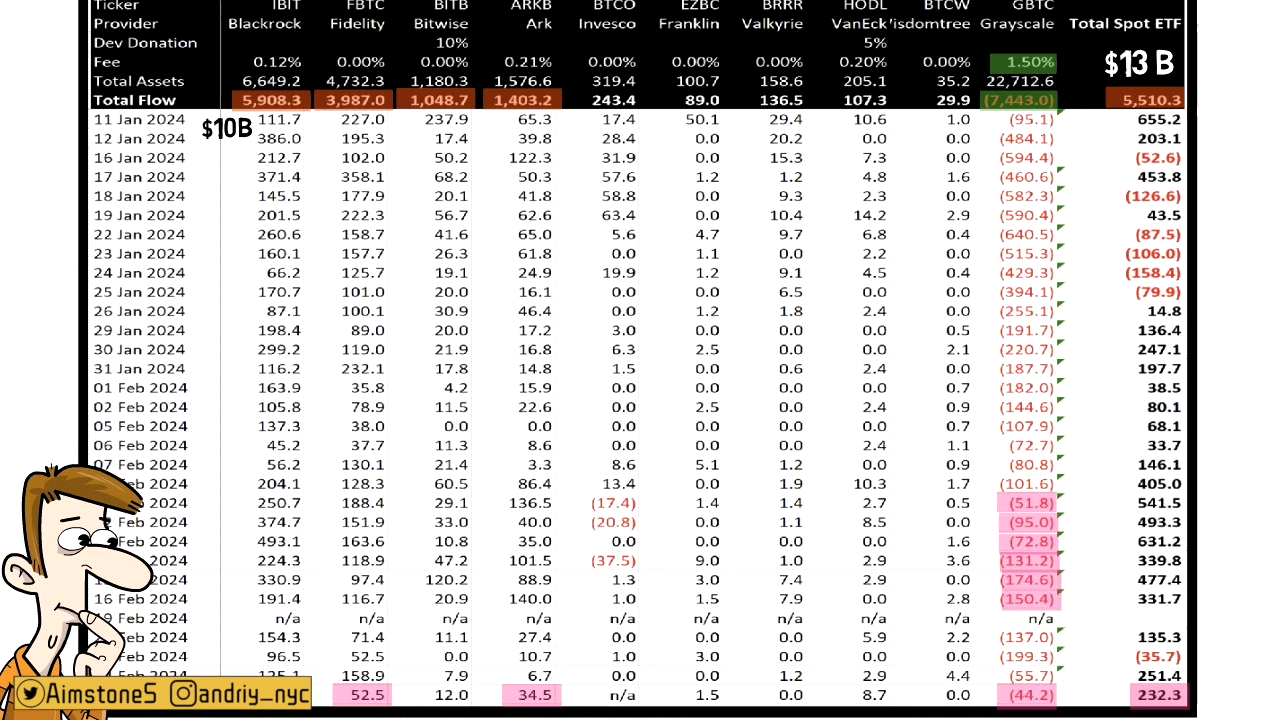 Ticker IBIT FBTC BITB ARKB BTCO EZBC BRRR HODL BTCW GBTC
Provider Blackrock Fidelity Bitwise Ark Invesco Franklin Valkyrie VanEck 'isdomtree Grayscale Total Spot ETF
Dev Donation 10% 5%
Fee 0.12% 0.00% 0.00% 0.21% 0.00% 0.00% 0.00% 0.20% 0.00% 1.50% $13 B
Total Assets 6,649.2 4,732.3 1,180.3 1,576.6 319.4 100.7 158.6 205.1 35.2 22,712.6
Total Flow 5,908.3 3,987.0 1,048.7 1,403.2 243.4 89.0 136.5 107.3 29.9 (7,443.0) 5,510.3
11 Jan 2024 111.7 227.0 237.9 65.3 17.4 50.1 29.4 10.6 1.0 (95.1) 655.2
$10B
12 Jan 2024 386.0 195.3 17.4 39.8 28.4 0.0 20.2 0.0 0.0 (484.1) 203.1
16 Jan 2024 212.7 102.0 50.2 122.3 31.9 0.0 15.3 7.3 0.0 (594.4) (52.6)
17 Jan 2024 371.4 358.1 68.2 50.3 57.6 1.2 1.2 4.8 1.6 (460.6) 453.8
18 Jan 2024 145.5 177.9 20.1 41.8 58.8 0.0 9.3 2.3 0.0 (582.3) (126.6)
19 Jan 2024 201.5 222.3 56.7 62.6 63.4 0.0 10.4 14.2 2.9 (590.4) 43.5
22 Jan 2024 260.6 158.7 41.6 65.0 5.6 4.7 9.7 6.8 0.4 (640.5) (87.5)
23 Jan 2024 160.1 157.7 26.3 61.8 0.0 1.1 0.0 2.2 0.0 (515.3) (106.0)
24 Jan 2024 66.2 125.7 19.1 24.9 19.9 1.2 9.1 4.5 0.4 (429.3) (158.4)
25 Jan 2024 170.7 101.0 20.0 16.1 0.0 0.0 6.5 0.0 0.0 (394.1) (79.9)
26 Jan 2024 87.1 100.1 30.9 46.4 0.0 1.2 1.8 2.4 0.0 (255.1) 14.8
29 Jan 2024 198.4 89.0 20.0 17.2 3.0 0.0 0.0 0.0 0.5 (191.7) 136.4
30 Jan 2024 299.2 119.0 21.9 16.8 6.3 2.5 0.0 0.0 2.1 (220.7) 247.1
31 Jan 2024 116.2 232.1 17.8 14.8 1.5 0.0 0.6 2.4 0.0 (187.7) 197.7
01 Feb 2024 163.9 35.8 4.2 15.9 0.0 0.0 0.0 0.0 0.7 (182.0) 38.5
02 Feb 2024 105.8 78.9 11.5 22.6 0.0 2.5 0.0 2.4 0.9 (144.6) 80.1
05 Feb 2024 137.3 38.0 0.0 0.0 0.0 0.0 0.0 0.0 0.7 (107.9) 68.1
06 Feb 2024 45.2 37.7 11.3 8.6 0.0 0.0 0.0 2.4 1.1 (72.7) 33.7
07 Feb 2024 56.2 130.1 21.4 3.3 8.6 5.1 1.2 0.0 0.9 (80.8) 146.1
Feb 2024 204.1 128.3 60.5 86.4 13.4 0.0 1.9 10.3 1.7 (101.6) 405.0
2024 250.7 188.4 29.1 136.5 (17.4) 1.4 1.4 2.7 0.5 (51.8) 541.5
Feb 2024 374.7 151.9 33.0 40.0 (20.8) 0.0 1.1 8.5 0.0 (95.0) 493.3
Feb 2024 493.1 163.6 10.8 35.0 0.0 0.0 0.0 0.0 1.6 (72.8) 631.2
2024 224.3 118.9 47.2 101.5 (37.5) 9.0 1.0 2.9 3.6 (131.2) 339.8
2024 330.9 97.4 120.2 88.9 1.3 3.0 7.4 2.9 0.0 (174.6) 477.4
16 Feb 2024 191.4 116.7 20.9 140.0 1.0 1.5 7.9 0.0 2.8 (150.4) 331.7
Feb 2024 n/a n/a n/a n/a n/a n/a n/a n/a n/a n/a
Feb 2024 154.3 71.4 11.1 27.4 0.0 0.0 0.0 5.9 2.2 (137.0) 135.3
Feb 2024 96.5 52.5 0.0 10.7 1.0 3.0 0.0 0.0 0.0 (199.3) (35.7)
158.9 7.9 6.7 0.0 0.0 1.2 2.9 4.4 (55.7) 251.4
52.5 12.0 34.5 n/a 1.5 0.0 8.7 0.0 (44.2) 232.3
AimstoneS andriy_nyc